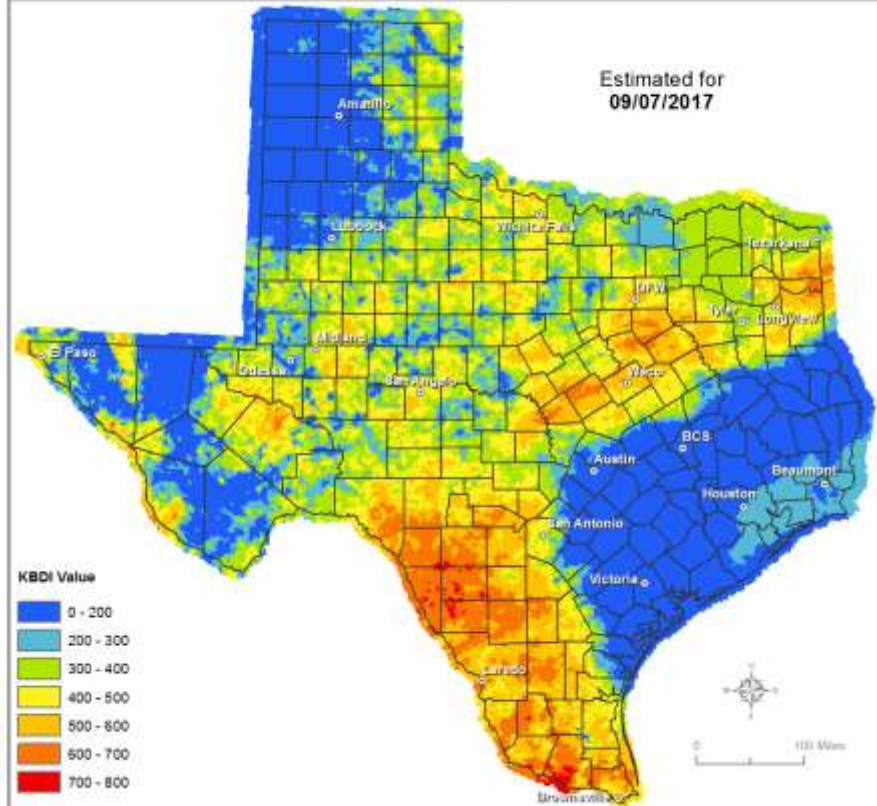 Estimated for
09/07/2017
Amarillo
Lubbock
Wichita Falls
Texarkana
DFW
Tyler
Longview
El Paso
Midland
Odessa
San Angelo
Waco
BCS
Austin
Beaumont
Houston
San Antonio
Victoria
Laredo
Brownsville
KBDI Value
0 - 200
200 - 300
300 - 400
400 - 500
500 - 600
600 - 700
700 - 800
0 100 Miles